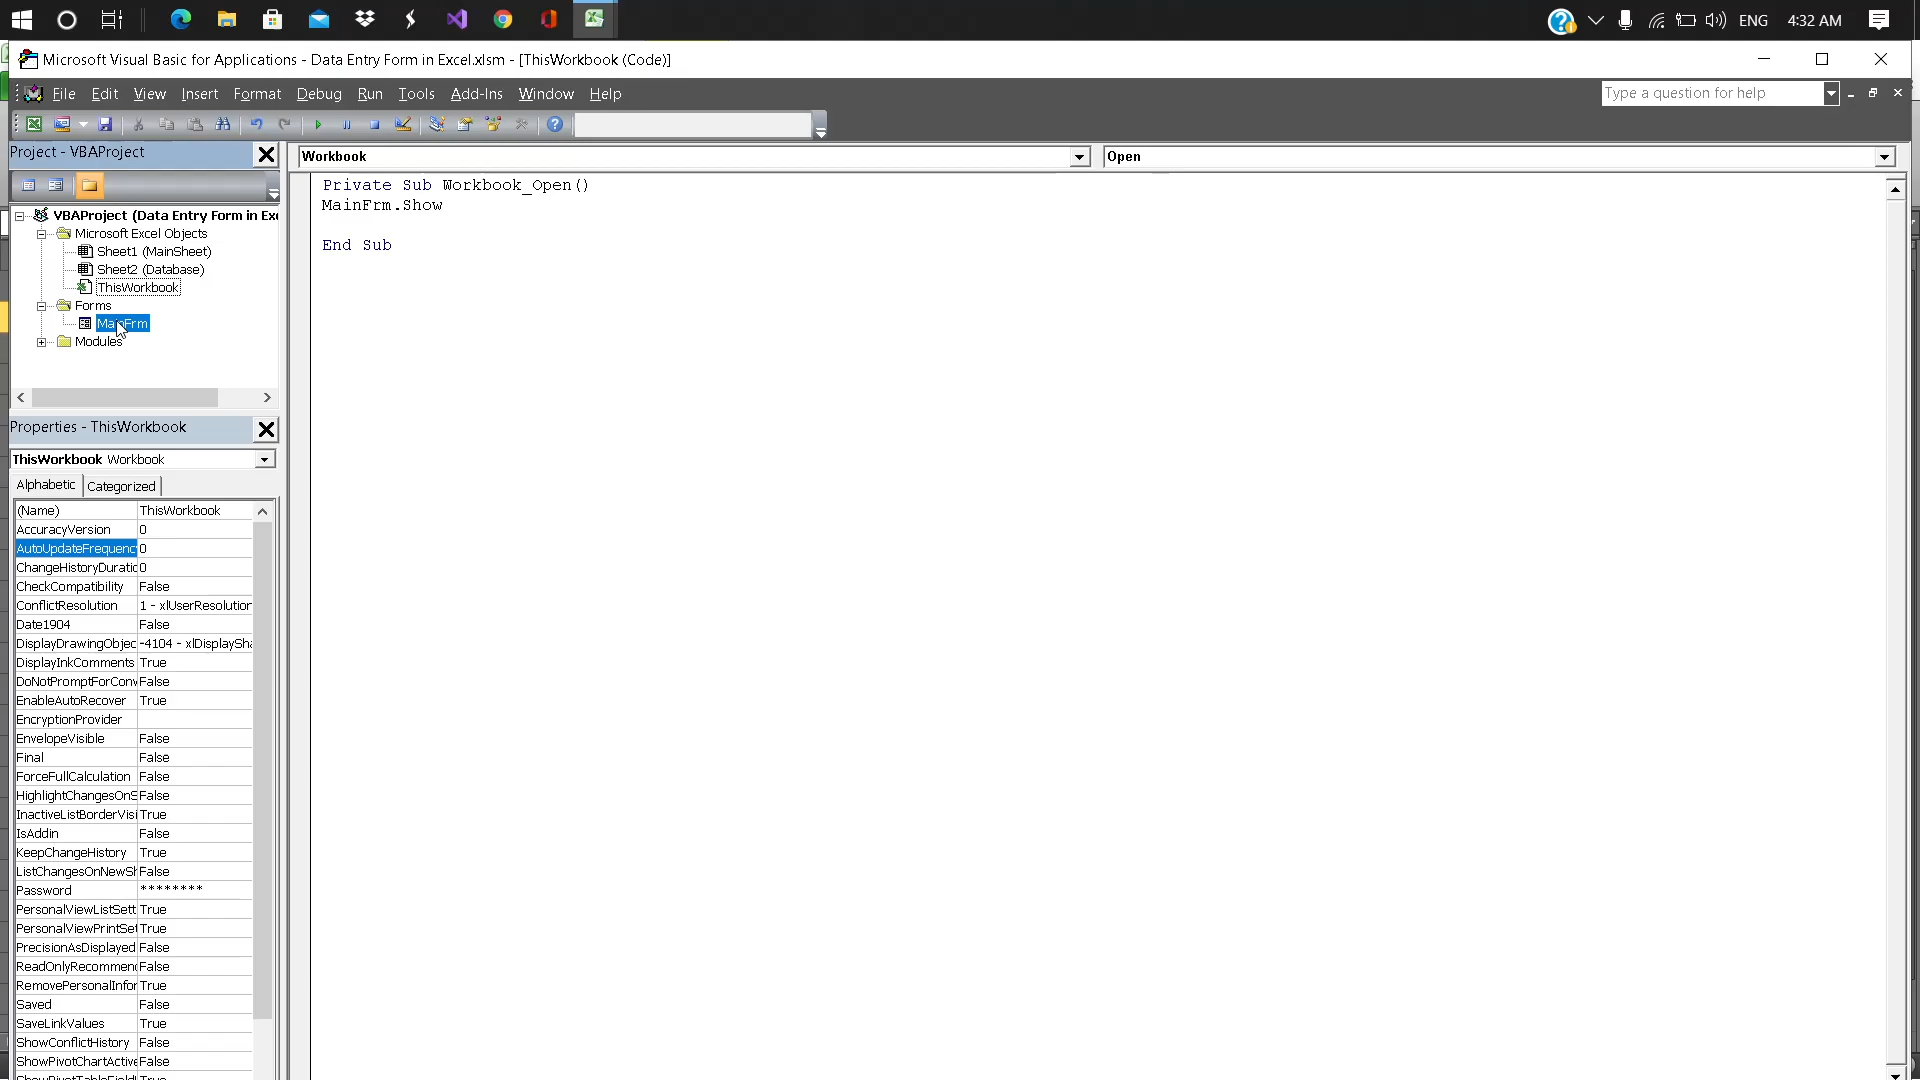 ENG
4:32 AM
Microsoft Visual Basic for Applications - Data Entry Form in Excel.xlsm - [ThisWorkbook (Code)]
File Edit View Insert Format Debug Run Tools Add-Ins Window Help
Type a question for help
Project - VBAProject
Workbook
Open
VBAProject (Data Entry Form in Exc
Microsoft Excel Objects
Sheet1 (MainSheet)
Sheet2 (Database)
ThisWorkbook
Forms
MainFrm
Modules
Private Sub Workbook_Open()
MainFrm.Show
End Sub
Properties - ThisWorkbook
ThisWorkbook Workbook
Alphabetic Categorized
(Name) ThisWorkbook
AccuracyVersion 0
AutoUpdateFrequenc 0
ChangeHistoryDuratic 0
CheckCompatibility False
ConflictResolution 1 - xlUserResolution
Date1904 False
DisplayDrawingObjec -4104 - xlDisplaySha
DisplayInkComments True
DoNotPromptForConv False
EnableAutoRecover True
EncryptionProvider
EnvelopeVisible False
Final False
ForceFullCalculation False
HighlightChangesOnS False
InactiveListBorderVisi True
IsAddin False
KeepChangeHistory True
ListChangesOnNewSh False
Password ********
PersonalViewListSett True
PersonalViewPrintSet True
PrecisionAsDisplayed False
ReadOnlyRecommend False
RemovePersonalInfor True
Saved False
SaveLinkValues True
ShowConflictHistory False
ShowPivotChartActive False